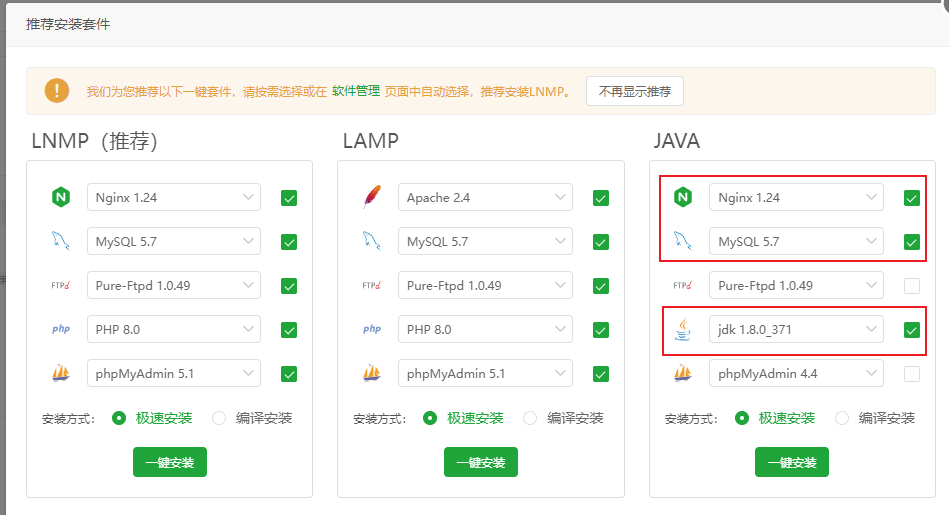 推荐安装套件
我们为您推荐以下一键套件，请按需选择或在 软件管理 页面中自动选择，推荐安装LNMP。 不再显示推荐
LNMP（推荐）
Nginx 1.24
MySQL 5.7
FTP Pure-Ftpd 1.0.49
php PHP 8.0
phpMyAdmin 5.1
安装方式： 极速安装 编译安装
一键安装
LAMP
Apache 2.4
MySQL 5.7
FTP Pure-Ftpd 1.0.49
php PHP 8.0
phpMyAdmin 5.1
安装方式： 极速安装 编译安装
一键安装
JAVA
Nginx 1.24
MySQL 5.7
FTP Pure-Ftpd 1.0.49
jdk 1.8.0_371
phpMyAdmin 4.4
安装方式： 极速安装 编译安装
一键安装